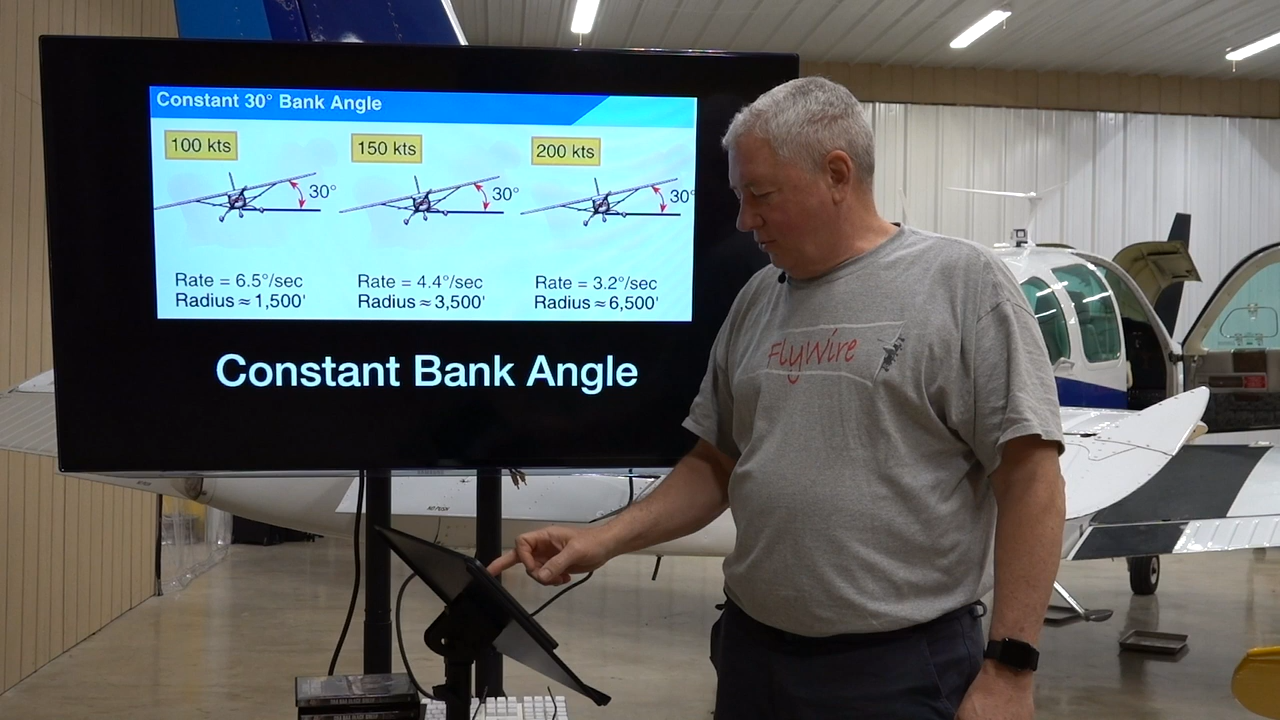 Constant 30° Bank Angle
100 kts
150 kts
200 kts
30°
30°
30°
Rate = 6.5°/sec
Radius ≈ 1,500'
Rate = 4.4°/sec
Radius ≈ 3,500'
Rate = 3.2°/sec
Radius ≈ 6,500'
Constant Bank Angle
FlyWire
NO PUSH